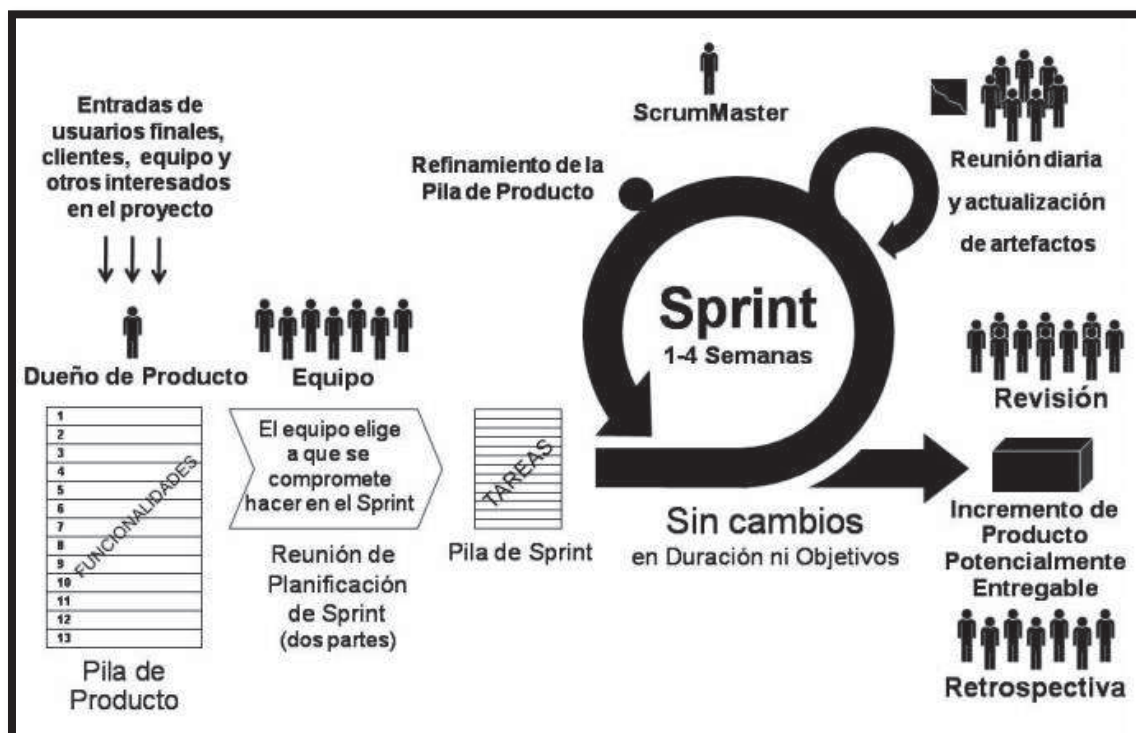 Entradas de
usuarios finales,
clientes, equipo y
otros interesados
en el proyecto
Dueño de Producto
1
2
3
4
5
6
7
8
9
10
11
12
13
FUNCIONALIDADES
Pila de
Producto
Equipo
El equipo elige
a que se
compromete
hacer en el Sprint
Reunión de
Planificación
de Sprint
(dos partes)
TAREAS
Pila de Sprint
ScrumMaster
Refinamiento de la
Pila de Producto
Sprint
1-4 Semanas
Sin cambios
en Duración ni Objetivos
Reunión diaria
y actualización
de artefactos
Revisión
Incremento de
Producto
Potencialmente
Entregable
Retrospectiva